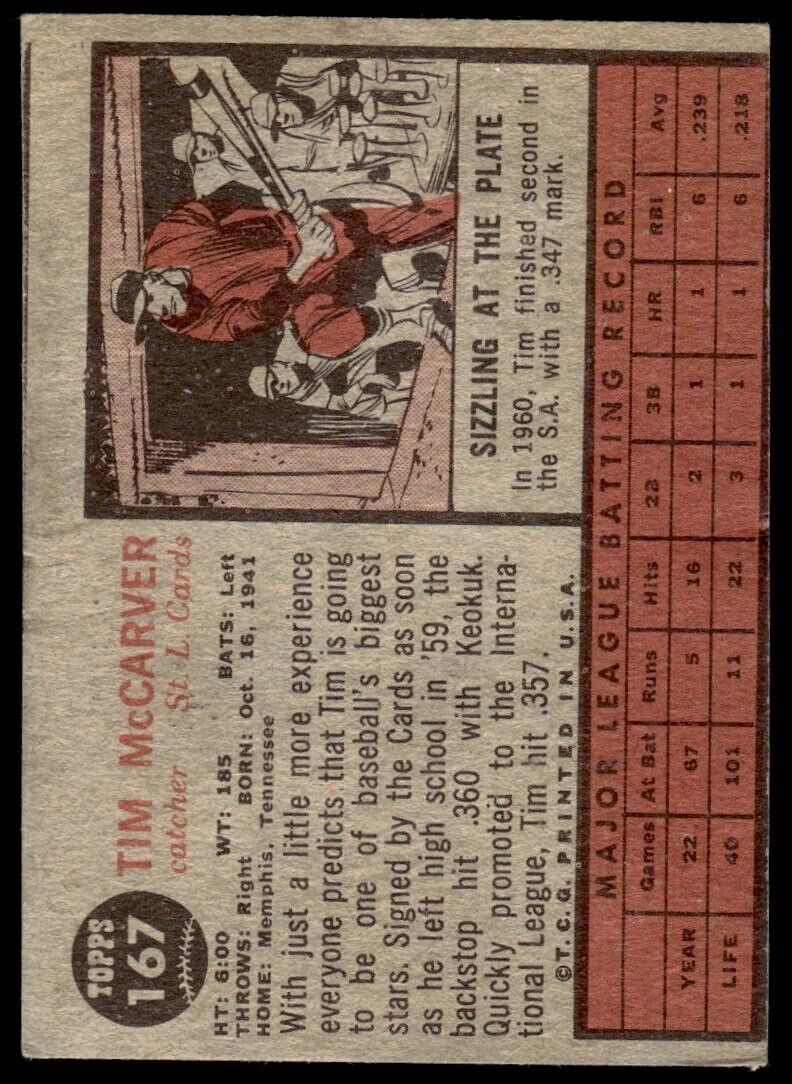 TOPPS
167
TIM McCARVER
catcher St. L. Cards
HT: 6:00 WT: 185 BATS: Left
THROWS: Right BORN: Oct. 16, 1941
HOME: Memphis, Tennessee
With just a little more experience
everyone predicts that Tim is going
to be one of baseball's biggest
stars. Signed by the Cards as soon
as he left high school in '59, the
backstop hit .360 with Keokuk.
Quickly promoted to the Interna-
tional League, Tim hit .357.
©T.C.G. PRINTED IN U.S.A.
SIZZLING AT THE PLATE
In 1960, Tim finished second in
the S.A. with a .347 mark.
MAJOR LEAGUE BATTING RECORD
Games At Bat Runs Hits 2B 3B HR RBI Avg
YEAR 22 67 5 16 2 1 1 6 .239
LIFE 40 101 11 22 3 1 1 6 .218